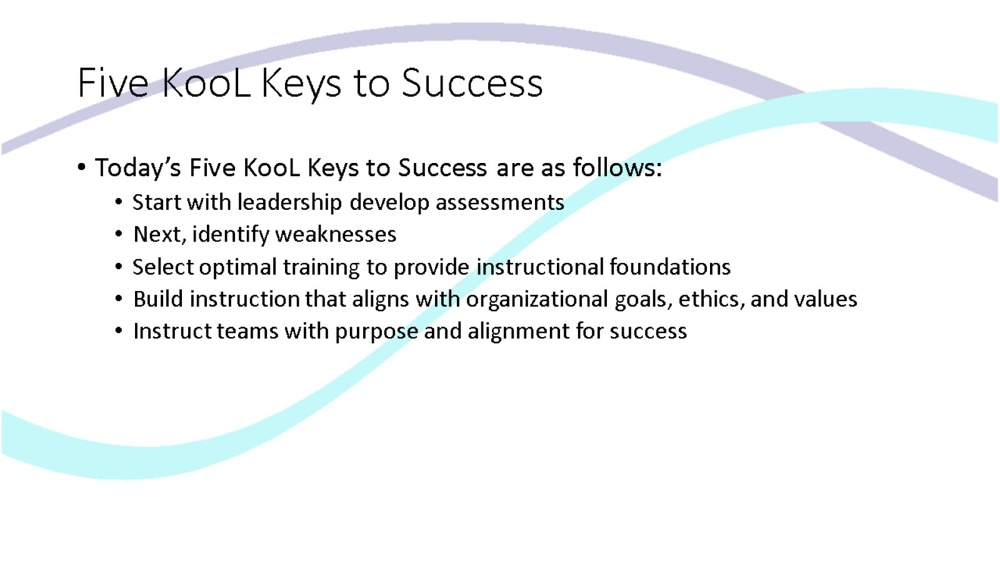 Five KooL Keys to Success
• Today’s Five KooL Keys to Success are as follows:
• Start with leadership develop assessments
• Next, identify weaknesses
• Select optimal training to provide instructional foundations
• Build instruction that aligns with organizational goals, ethics, and values
• Instruct teams with purpose and alignment for success